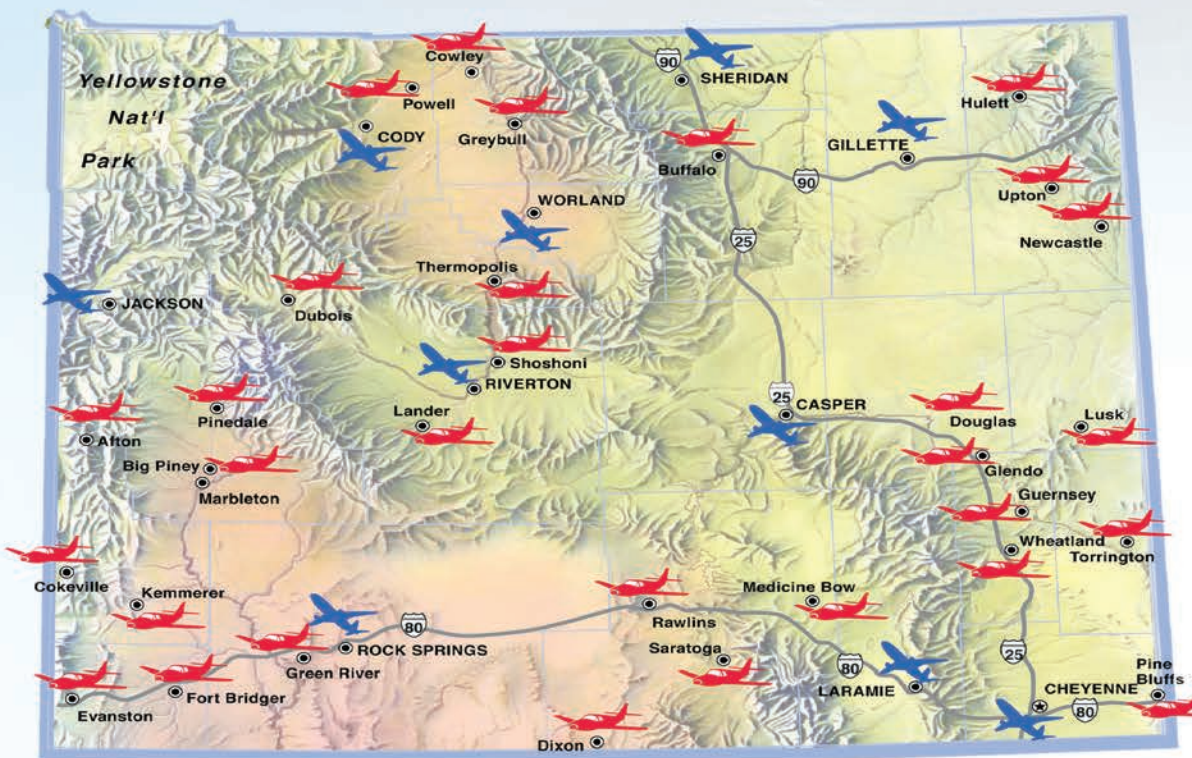 Cowley
90
SHERIDAN
Yellowstone
Nat'l
Park
Powell
Hulett
CODY
Greybull
Buffalo
GILLETTE
90
Upton
WORLAND
25
Newcastle
Thermopolis
JACKSON
Dubois
Shoshoni
RIVERTON
25
CASPER
Pinedale
Lander
Douglas
Lusk
Afton
Big Piney
Glendo
Marbleton
Guernsey
Wheatland
Torrington
Cokeville
Kemmerer
Medicine Bow
80
Rawlins
ROCK SPRINGS
Green River
Saratoga
25
80
Pine
Bluffs
Fort Bridger
LARAMIE
CHEYENNE
Evanston
80
Dixon